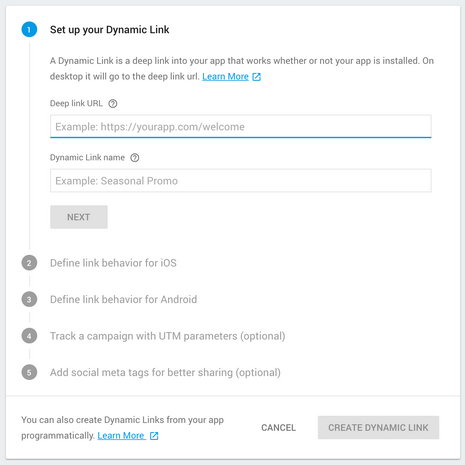 1 Set up your Dynamic Link
A Dynamic Link is a deep link into your app that works whether or not your app is installed. On
desktop it will go to the deep link url. Learn More
Deep link URL ?
Example: https://yourapp.com/welcome
Dynamic Link name ?
Example: Seasonal Promo
NEXT
2 Define link behavior for iOS
3 Define link behavior for Android
4 Track a campaign with UTM parameters (optional)
5 Add social meta tags for better sharing (optional)
You can also create Dynamic Links from your app
programmatically. Learn More
CANCEL
CREATE DYNAMIC LINK